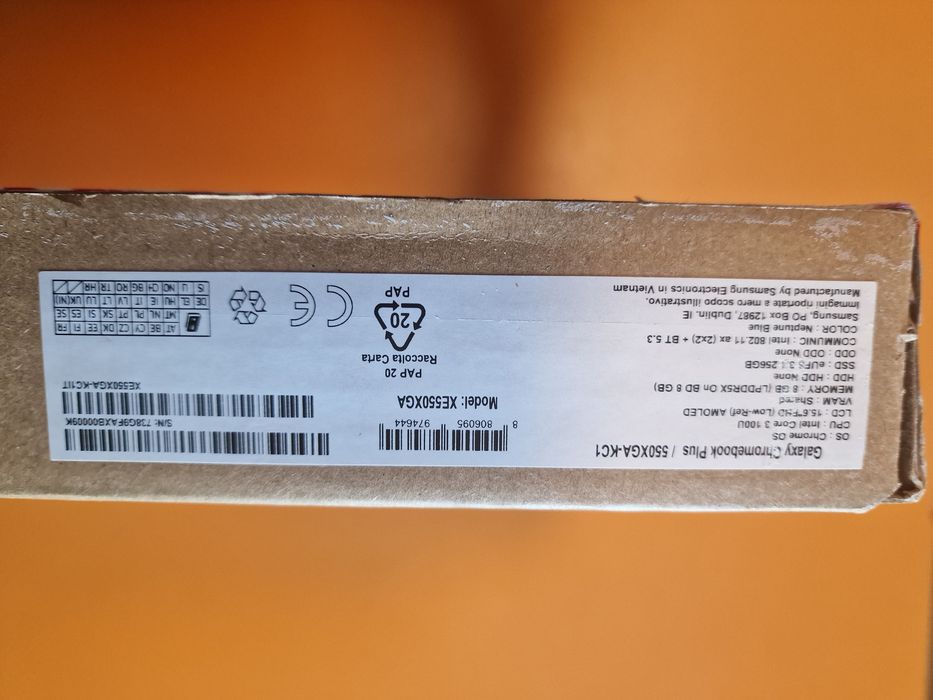 Galaxy Chromebook Plus / 550XGA-KC1
OS: Chrome OS
CPU : Intel Core 3 100U
LCD : 15.6"FHD (Low-Ref) AMOLED
VRAM : Shared
MEMORY : 8 GB (LPDDR5X On BD 8 GB)
HDD : HDD None
SSD : eUFS 3.1 256GB
ODD : ODD None
COMMUNIC : Intel 802.11 ax (2x2) + BT 5.3
COLOR : Neptune Blue
Samsung, PO Box 12987, Dublin. IE
Immagini riportate a mero scopo illustrativo.
Manufactured by Samsung Electronics in Vietnam
8 806095 974644
Model: XE550XGA
PAP 20
Raccolta Carta
20
PAP
CE
S/N: 738G9FAXB00009K
XE550XGA-KC1IT
AT BE CY CZ DK EE FI FR
MT NL PL PT SK SI ES SE
DE EL HU IE IT LV LT LU UK(NI)
IS LI NO CH BG RO TR HR